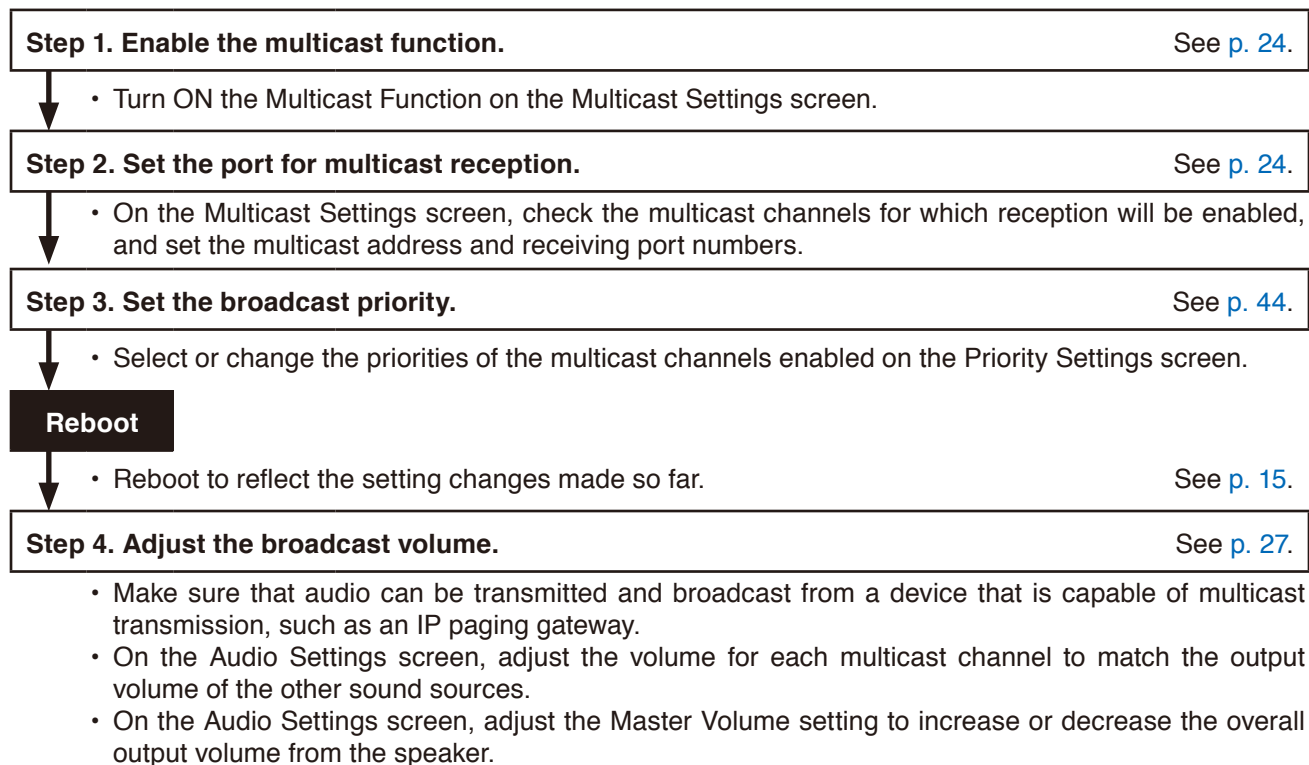 Step 1. Enable the multicast function. See p. 24.
• Turn ON the Multicast Function on the Multicast Settings screen.
Step 2. Set the port for multicast reception. See p. 24.
• On the Multicast Settings screen, check the multicast channels for which reception will be enabled,
and set the multicast address and receiving port numbers.
Step 3. Set the broadcast priority. See p. 44.
• Select or change the priorities of the multicast channels enabled on the Priority Settings screen.
Reboot
• Reboot to reflect the setting changes made so far. See p. 15.
Step 4. Adjust the broadcast volume. See p. 27.
• Make sure that audio can be transmitted and broadcast from a device that is capable of multicast
transmission, such as an IP paging gateway.
• On the Audio Settings screen, adjust the volume for each multicast channel to match the output
volume of the other sound sources.
• On the Audio Settings screen, adjust the Master Volume setting to increase or decrease the overall
output volume from the speaker.